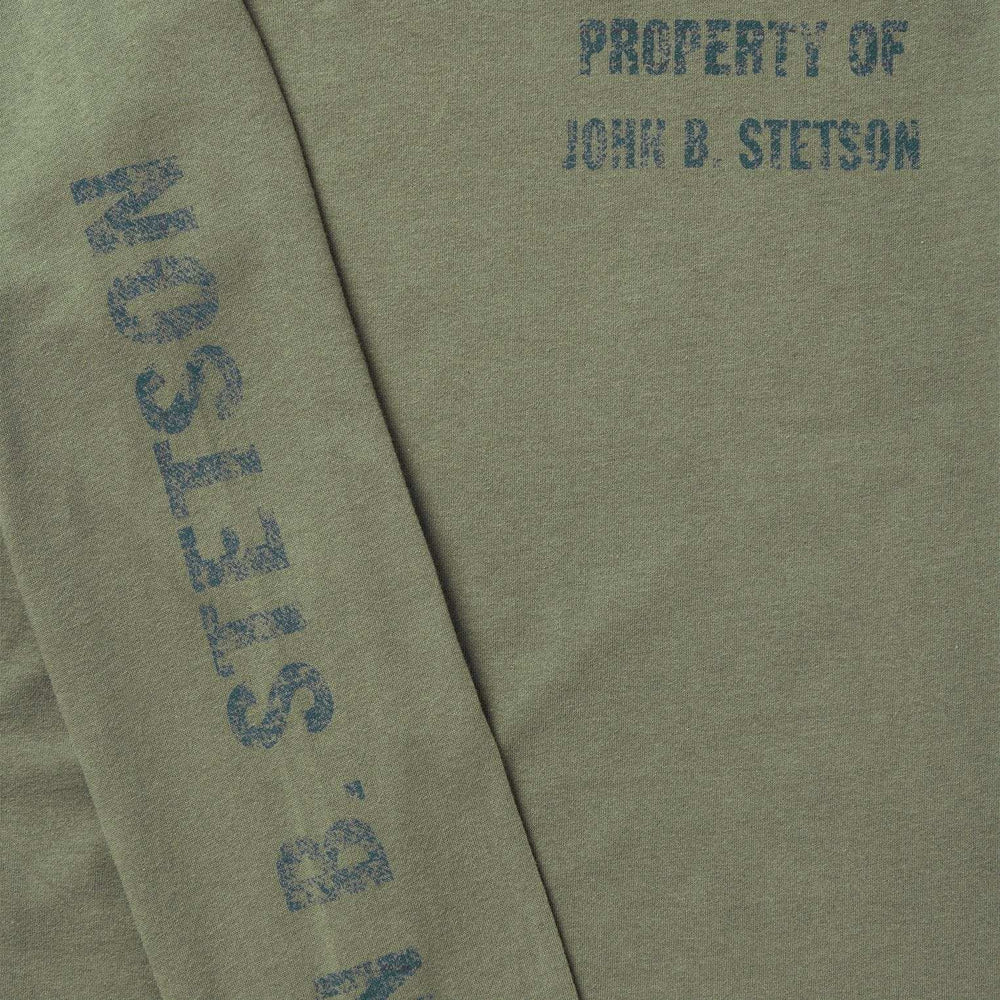 PROPERTY OF
JOHN B. STETSON
N B. STETSON